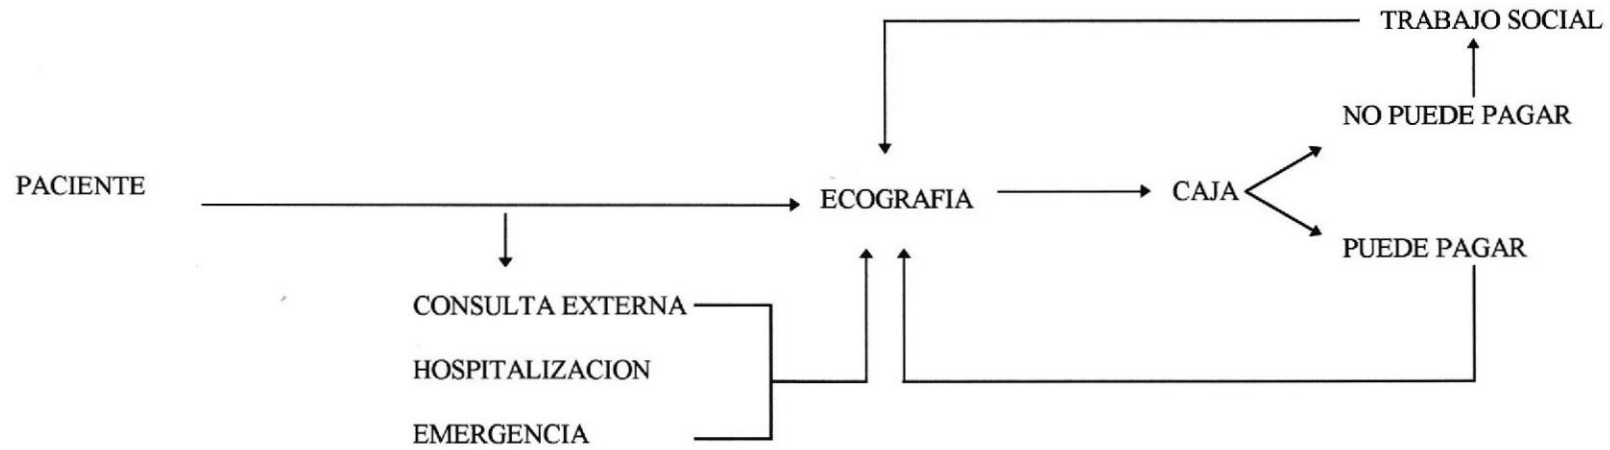 TRABAJO SOCIAL
NO PUEDE PAGAR
PACIENTE
ECOGRAFIA
CAJA
PUEDE PAGAR
CONSULTA EXTERNA
HOSPITALIZACION
EMERGENCIA